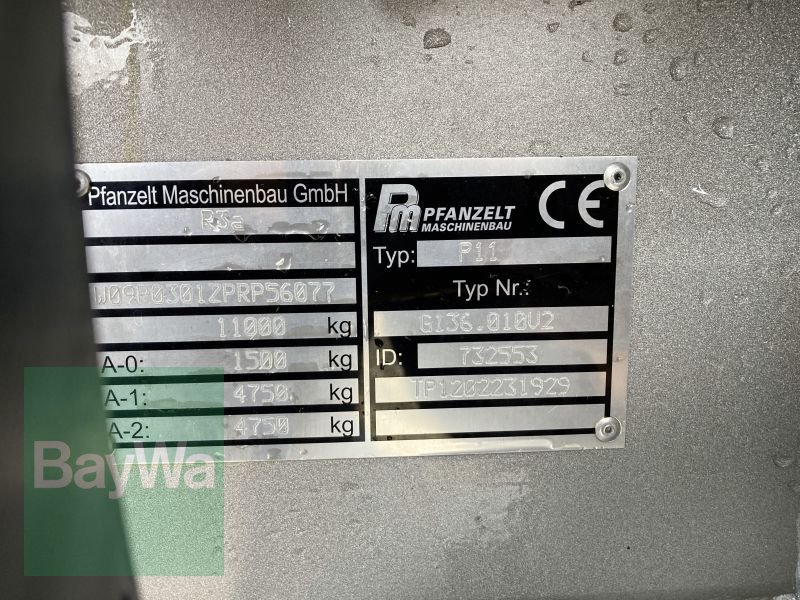 Pfanzelt Maschinenbau GmbH
R3a
11000 kg
A-0: 1500 kg
A-1: 4750 kg
A-2: 4750 kg
Pm PFANZELT
MASCHINENBAU
CE
Typ: P11
Typ Nr.:
G136.010V2
ID: 732553
TP1202231929
BayWa